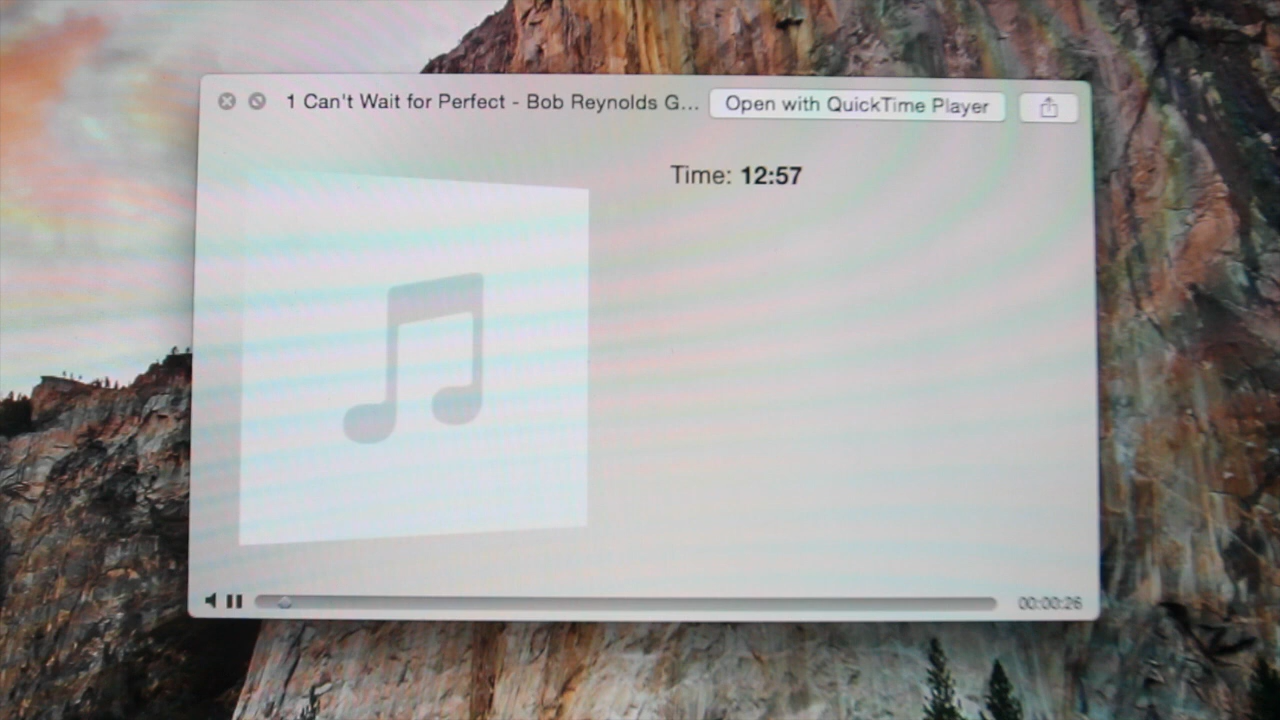 1 Can't Wait for Perfect - Bob Reynolds G... Open with QuickTime Player
Time: 12:57
00:00:26